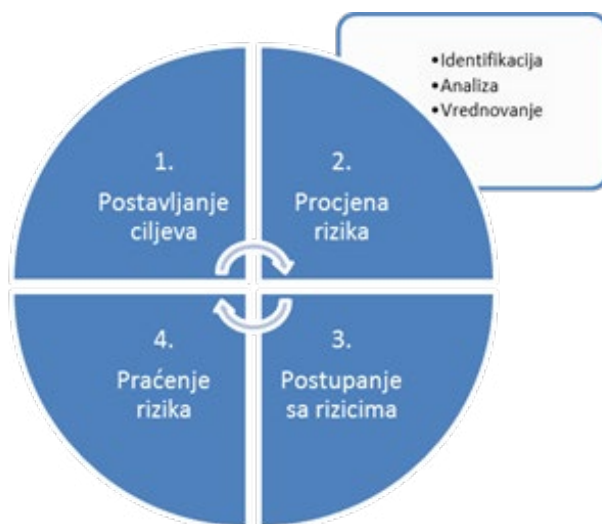 •Identifikacija
•Analiza
•Vrednovanje
1.
Postavljanje
ciljeva
2.
Procjena
rizika
4.
Praćenje
rizika
3.
Postupanje
sa rizicima